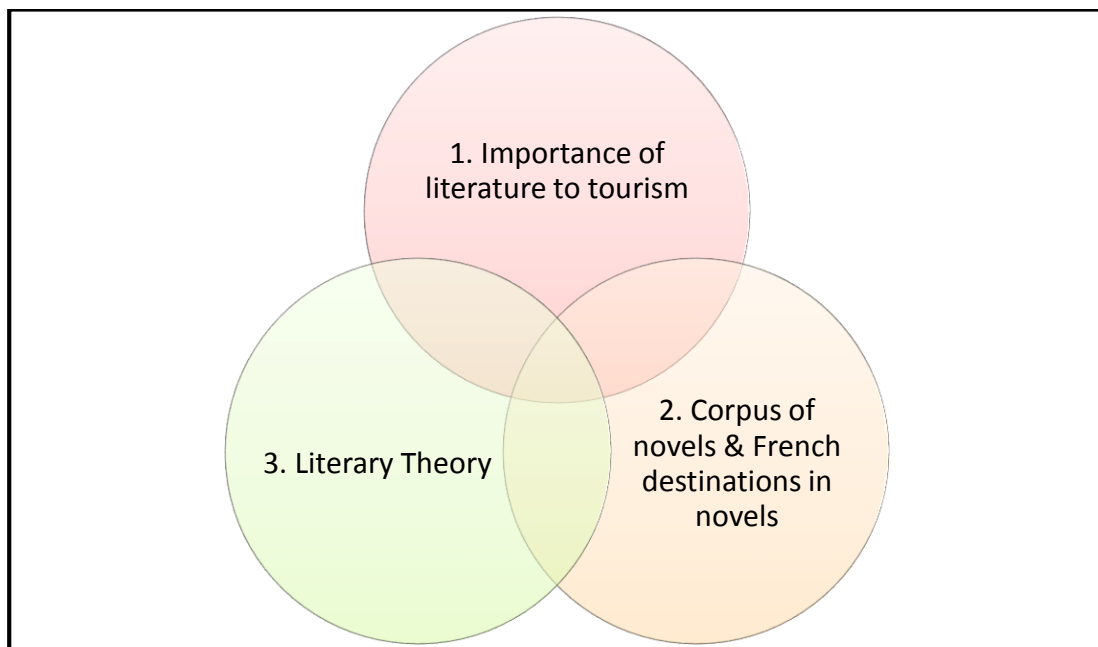 1. Importance of
literature to tourism
2. Corpus of
novels & French
destinations in
novels
3. Literary Theory